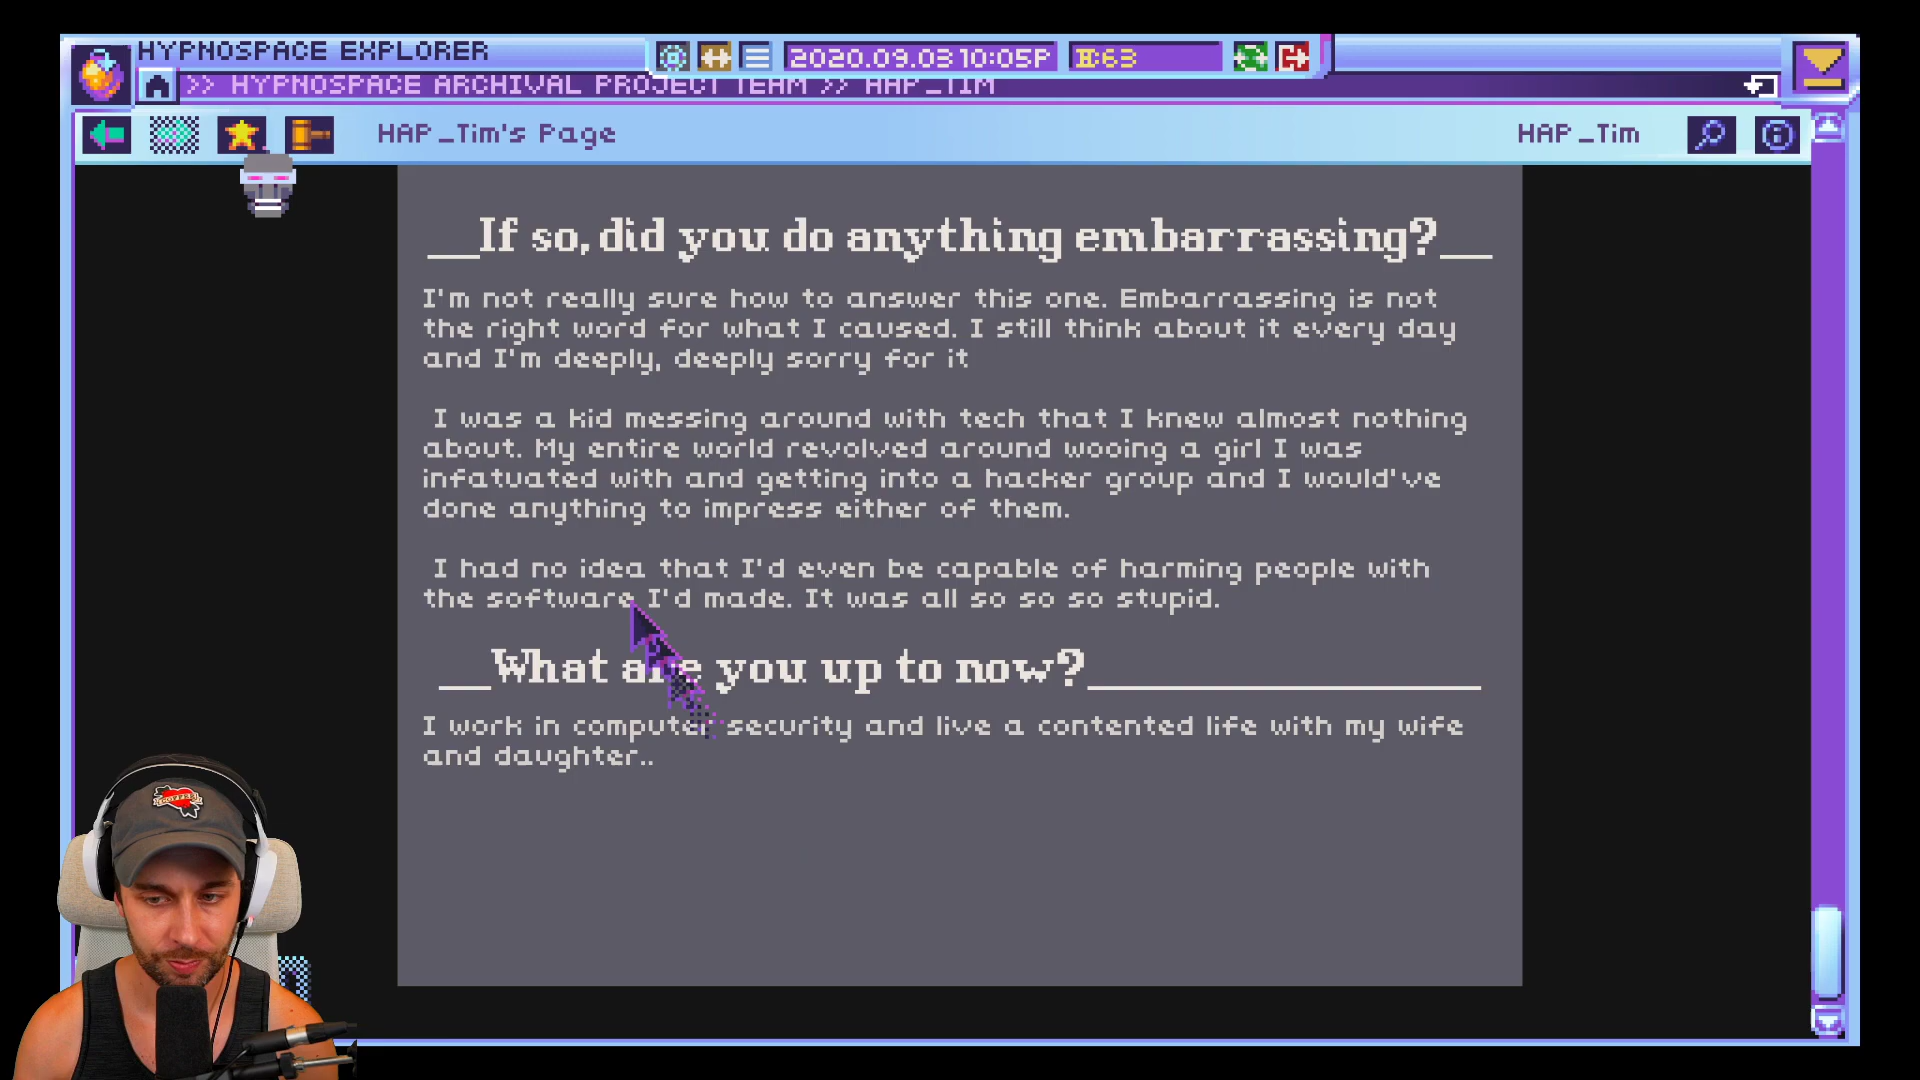 HYPNOSPACE EXPLORER
2020.09.03 10:05P
63
>> HYPNOSPACE ARCHIVAL PROJECT TEAM >> HAP_TIM
HAP_Tim's Page
HAP_Tim
__If so, did you do anything embarrassing?__
I'm not really sure how to answer this one. Embarrassing is not
the right word for what I caused. I still think about it every day
and I'm deeply, deeply sorry for it
I was a kid messing around with tech that I knew almost nothing
about. My entire world revolved around wooing a girl I was
infatuated with and getting into a hacker group and I would've
done anything to impress either of them.
I had no idea that I'd even be capable of harming people with
the software I'd made. It was all so so so stupid.
__What are you up to now?__
I work in computer security and live a contented life with my wife
and daughter..
COFFEE